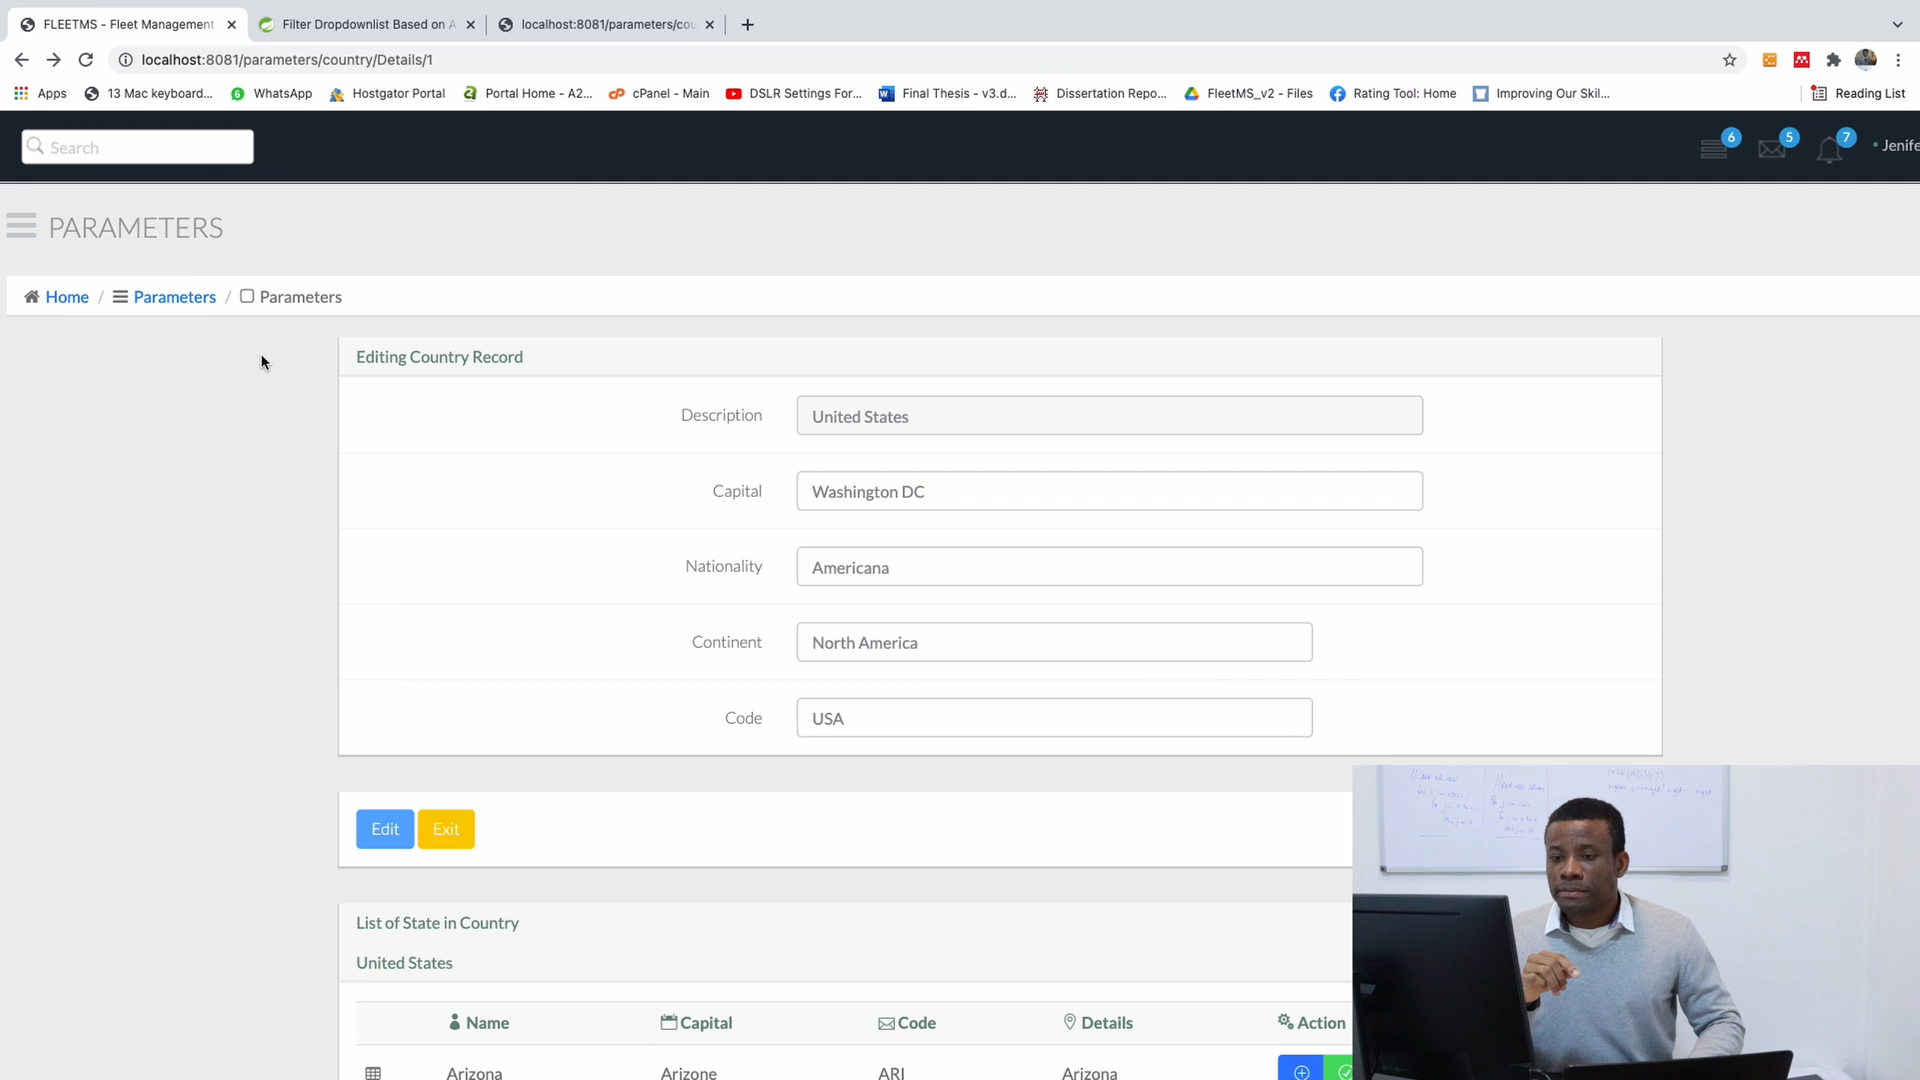 FLEETMS - Fleet Management
Filter Dropdownlist Based on A
localhost:8081/parameters/cou
localhost:8081/parameters/country/Details/1
Apps
13 Mac keyboard...
WhatsApp
Hostgator Portal
Portal Home - A2...
cPanel - Main
DSLR Settings For...
Final Thesis - v3.d...
Dissertation Repo...
FleetMS_v2 - Files
Rating Tool: Home
Improving Our Skil...
Reading List
Search
6
5
7
Jenife
PARAMETERS
Home / Parameters / Parameters
Editing Country Record
Description United States
Capital Washington DC
Nationality Americana
Continent North America
Code USA
Edit Exit
List of State in Country
United States
Name Capital Code Details Action
Arizona Arizone ARI Arizona